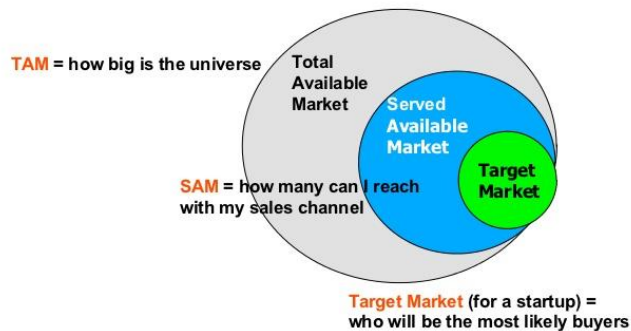 TAM = how big is the universe
Total
Available
Market
Served
Available
Market
Target
Market
SAM = how many can I reach
with my sales channel
Target Market (for a startup) =
who will be the most likely buyers